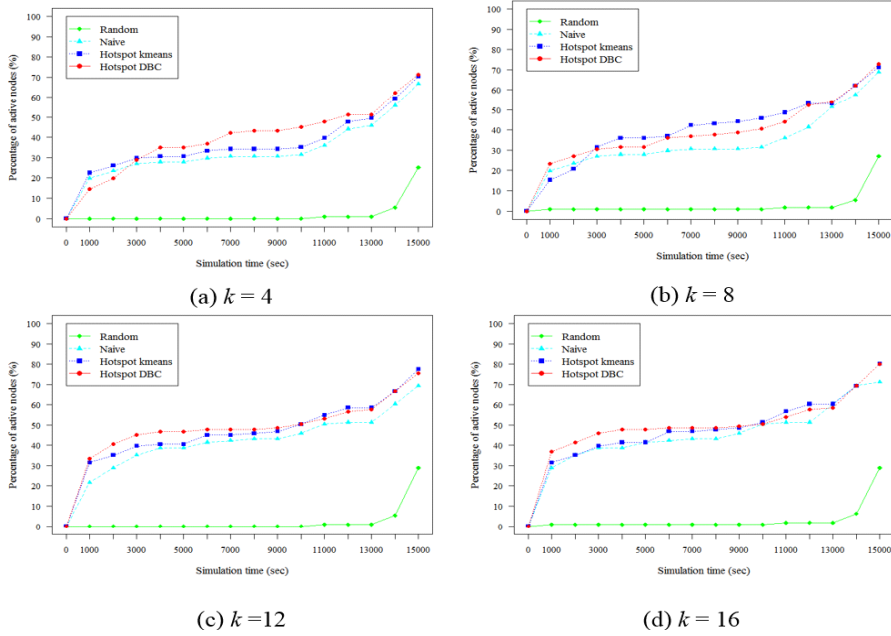 Percentage of active nodes (%)
100
90
80
70
60
50
40
30
20
10
0
Random
Naive
Hotspot kmeans
Hotspot DBC
0 1000 3000 5000 7000 9000 11000 13000 15000
Simulation time (sec)
(a) k = 4
Percentage of active nodes (%)
100
90
80
70
60
50
40
30
20
10
0
Random
Naive
Hotspot kmeans
Hotspot DBC
0 1000 3000 5000 7000 9000 11000 13000 15000
Simulation time (sec)
(b) k = 8
Percentage of active nodes (%)
100
90
80
70
60
50
40
30
20
10
0
Random
Naive
Hotspot kmeans
Hotspot DBC
0 1000 3000 5000 7000 9000 11000 13000 15000
Simulation time (sec)
(c) k =12
Percentage of active nodes (%)
100
90
80
70
60
50
40
30
20
10
0
Random
Naive
Hotspot kmeans
Hotspot DBC
0 1000 3000 5000 7000 9000 11000 13000 15000
Simulation time (sec)
(d) k = 16